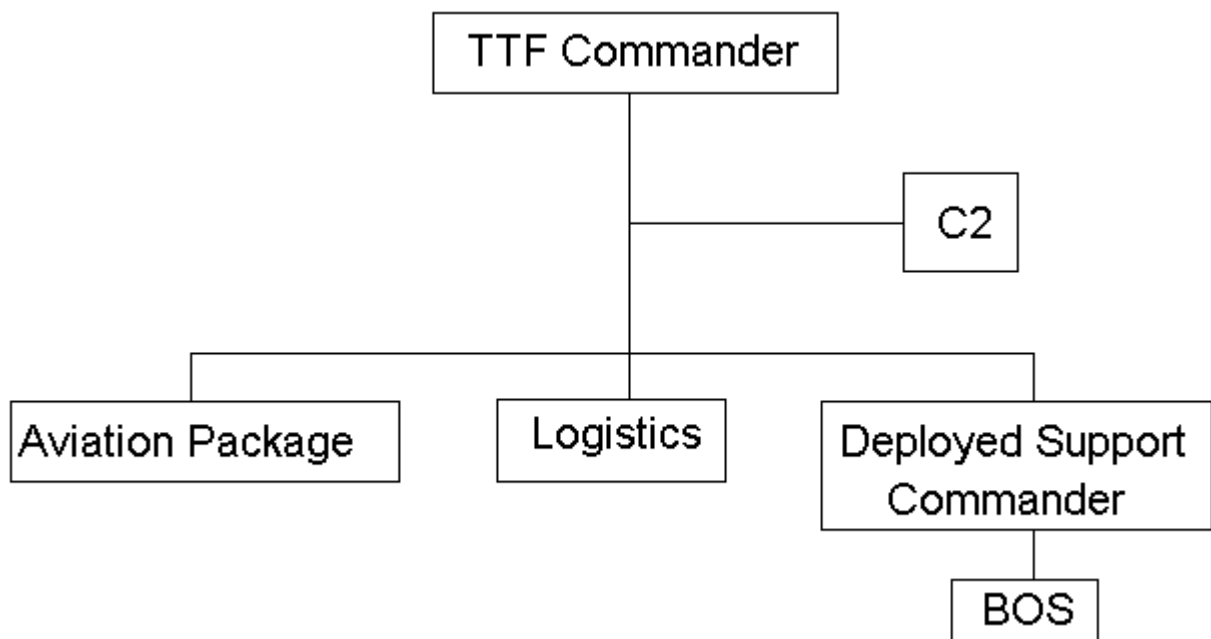 TTF Commander
C2
Aviation Package
Logistics
Deployed Support
Commander
BOS